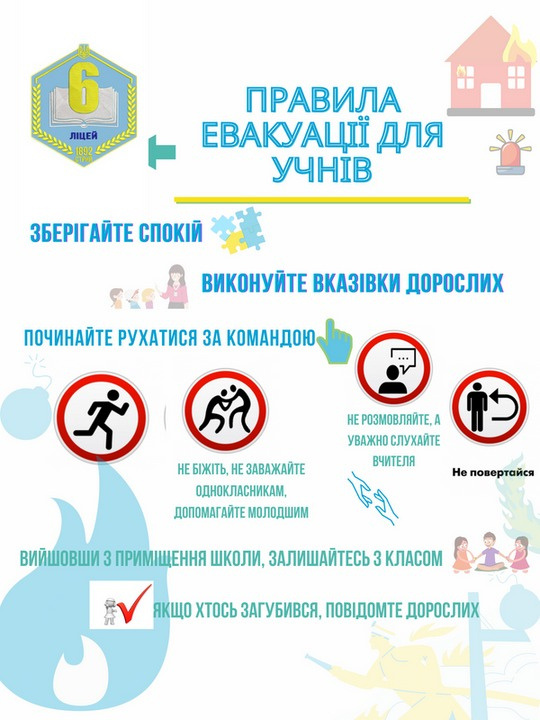 6
ЛІЦЕЙ
1892
ПРАВИЛА
ЕВАКУАЦІЇ ДЛЯ
УЧНІВ
ЗБЕРІГАЙТЕ СПОКІЙ
ВИКОНУЙТЕ ВКАЗІВКИ ДОРОСЛИХ
ПОЧИНАЙТЕ РУХАТИСЯ ЗА КОМАНДОЮ
НЕ РОЗМОВЛЯЙТЕ, А
УВАЖНО СЛУХАЙТЕ
ВЧИТЕЛЯ
Не повертайся
НЕ БІЖІТЬ, НЕ ЗАВАЖАЙТЕ
ОДНОКЛАСНИКАМ,
ДОПОМАГАЙТЕ МОЛОДШИМ
ВИЙШОВШИ З ПРИМІЩЕННЯ ШКОЛИ, ЗАЛИШАЙТЕСЬ З КЛАСОМ
ЯКЩО ХТОСЬ ЗАГУБИВСЯ, ПОВІДОМТЕ ДОРОСЛИХ